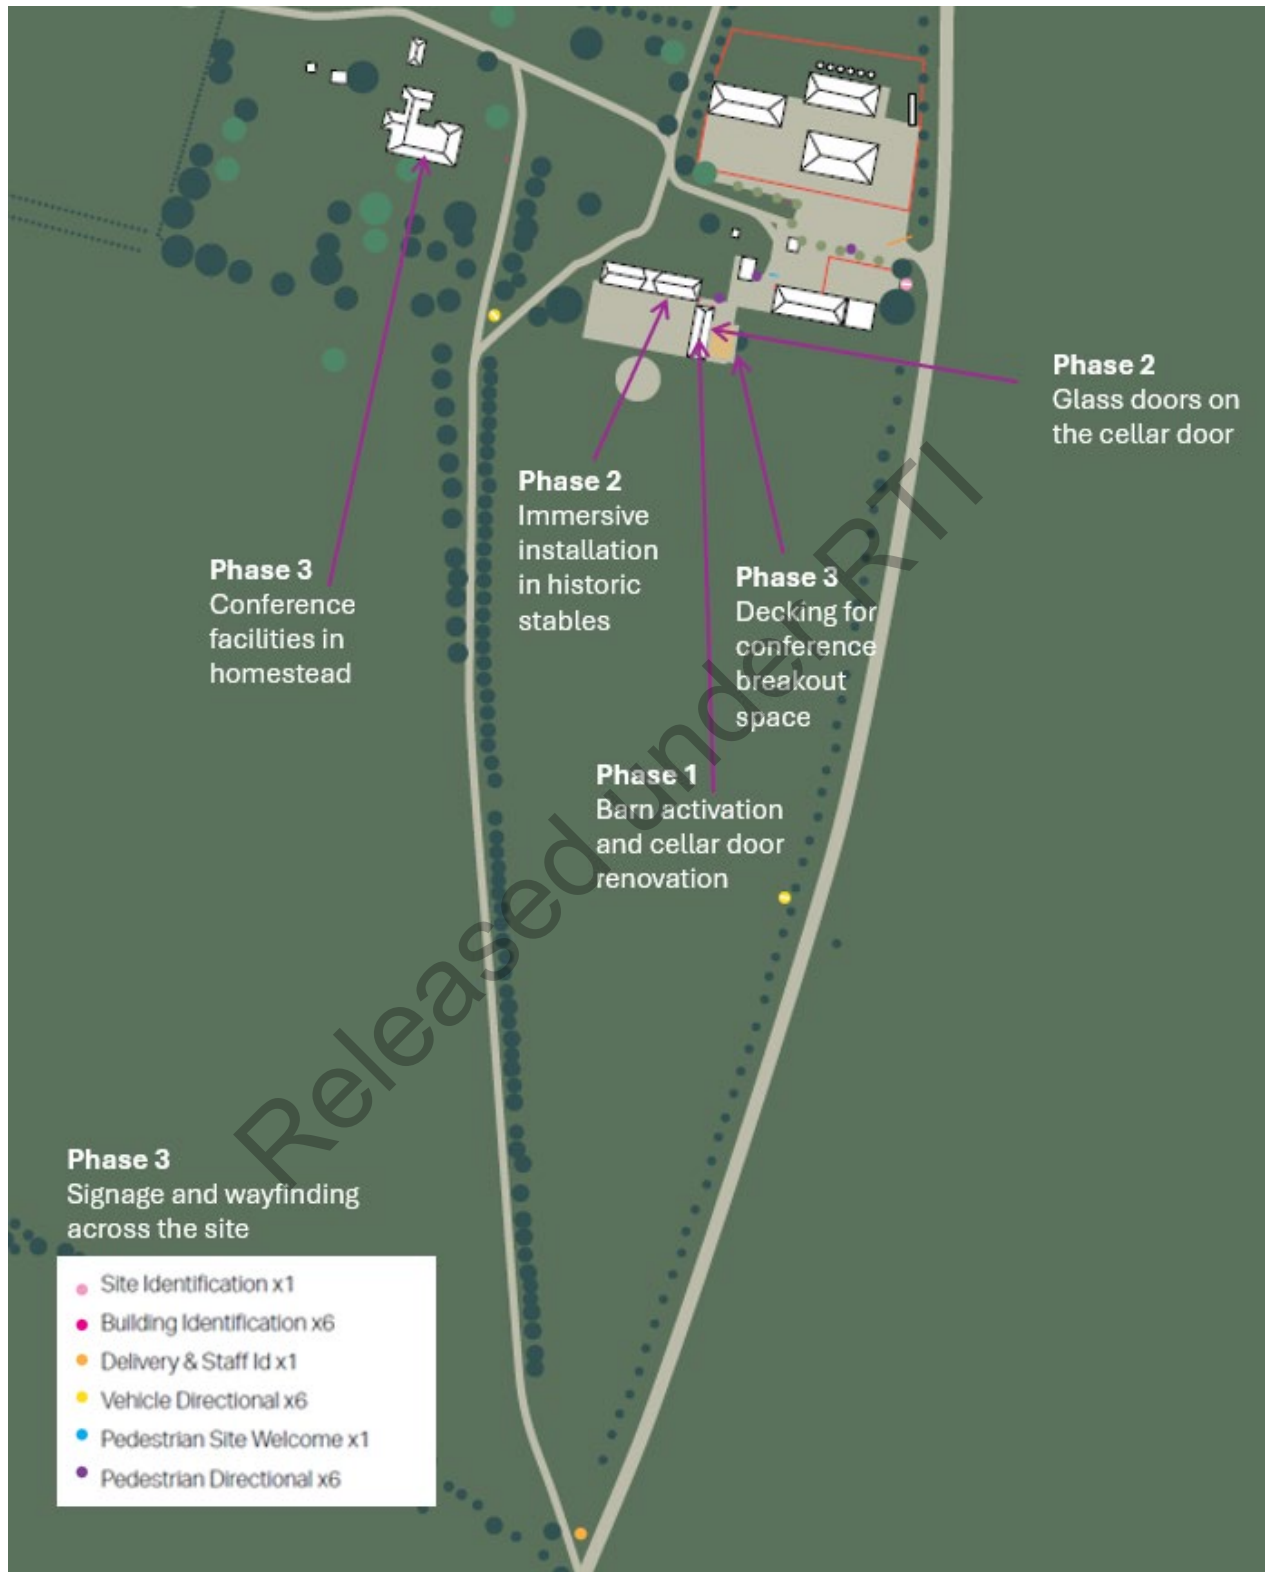 Phase 2
Glass doors on
the cellar door
Phase 2
Immersive
installation
in historic
stables
Phase 3
Conference
facilities in
homestead
Phase 3
Decking for
conference
breakout
space
Phase 1
Barn activation
and cellar door
renovation
Released under RTI
Phase 3
Signage and wayfinding
across the site
Site Identification x1
Building Identification x6
Delivery & Staff Id x1
Vehicle Directional x6
Pedestrian Site Welcome x1
Pedestrian Directional x6